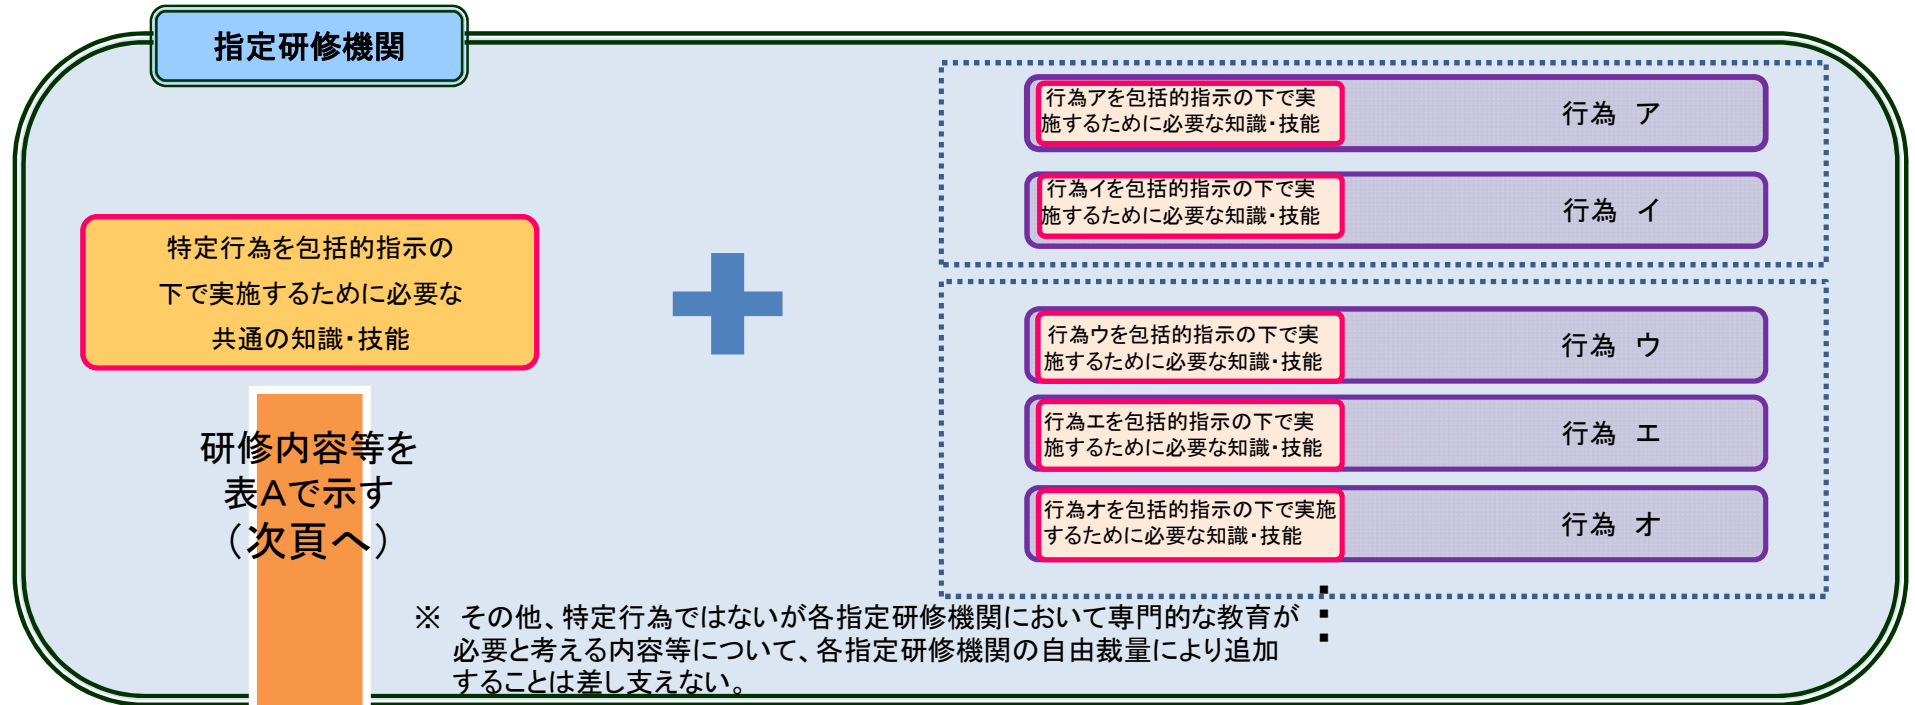 指定研修機関
特定行為を包括的指示の
下で実施するために必要な
共通の知識・技能
研修内容等を
表Aで示す
（次頁へ）
行為アを包括的指示の下で実
施するために必要な知識・技能
行為 ア
行為イを包括的指示の下で実
施するために必要な知識・技能
行為 イ
行為ウを包括的指示の下で実
施するために必要な知識・技能
行為 ウ
行為エを包括的指示の下で実
施するために必要な知識・技能
行為 エ
行為オを包括的指示の下で実施
するために必要な知識・技能
行為 オ
※ その他、特定行為ではないが各指定研修機関において専門的な教育が
必要と考える内容等について、各指定研修機関の自由裁量により追加
することは差し支えない。